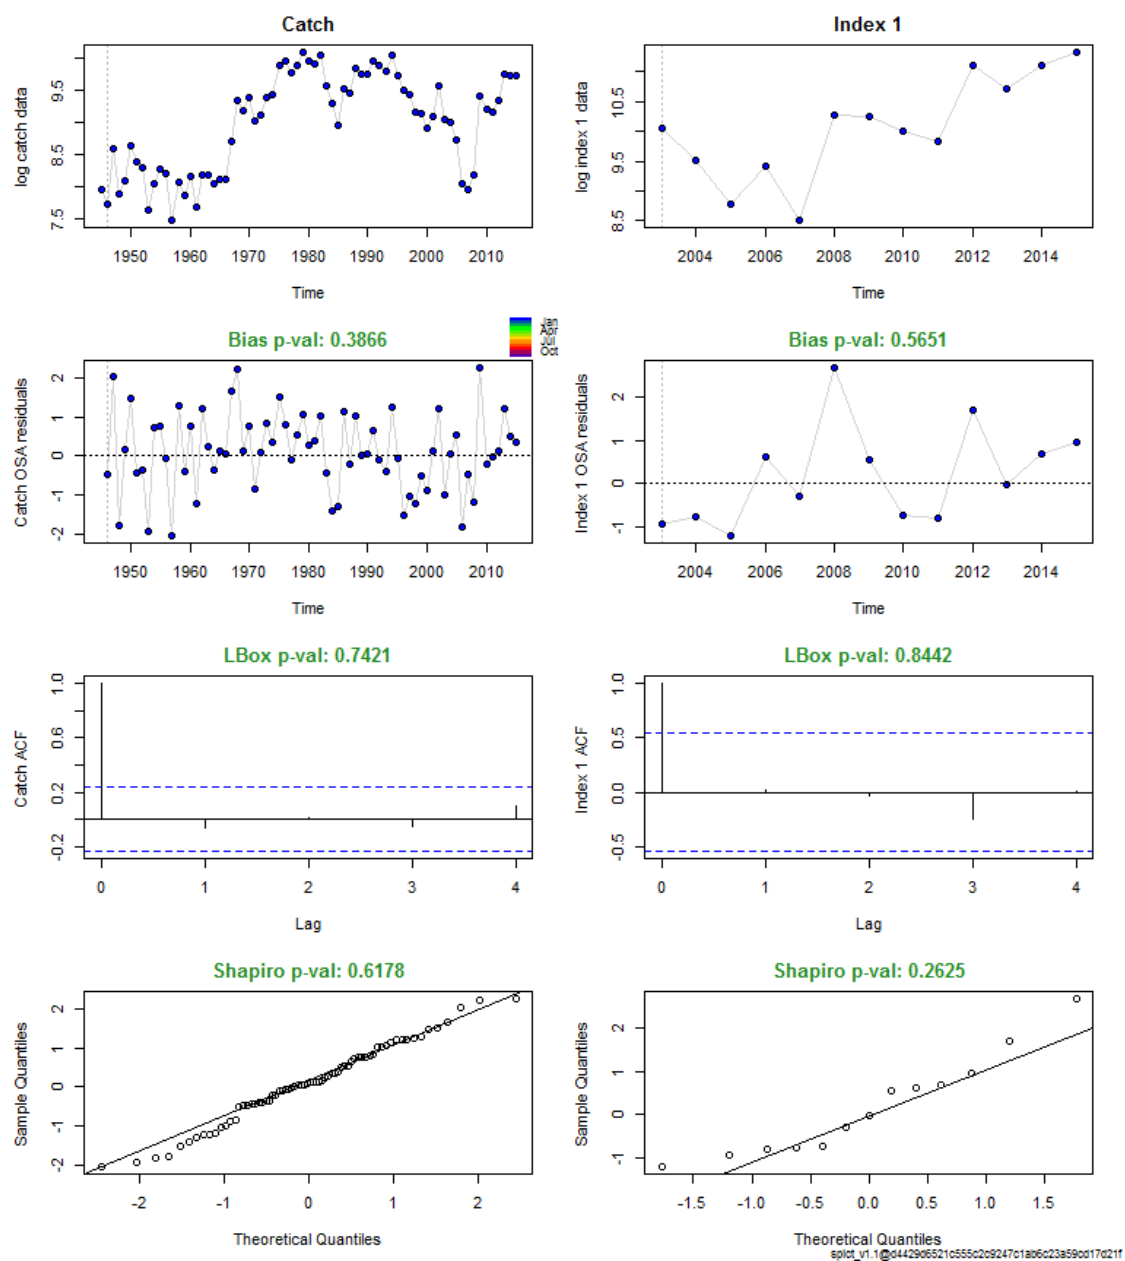 Catch
log catch data
7.5 8.5 9.5
1950 1960 1970 1980 1990 2000 2010
Time
Index 1
log index 1 data
8.5 9.5 10.5
2004 2006 2008 2010 2012 2014
Time
Bias p-val: 0.3866
Jan
Apr
Jul
Oct
Catch OSA residuals
-2 -1 0 1 2
1950 1960 1970 1980 1990 2000 2010
Time
Bias p-val: 0.5651
Index 1 OSA residuals
-1 0 1 2
2004 2006 2008 2010 2012 2014
Time
LBox p-val: 0.7421
Catch ACF
-0.2 0.2 0.6 1.0
0 1 2 3 4
Lag
LBox p-val: 0.8442
Index 1 ACF
-0.5 0.0 0.5 1.0
0 1 2 3 4
Lag
Shapiro p-val: 0.6178
Sample Quantiles
-2 -1 0 1 2
-2 -1 0 1 2
Theoretical Quantiles
Shapiro p-val: 0.2625
Sample Quantiles
-1 0 1 2
-1.5 -1.0 -0.5 0.0 0.5 1.0 1.5
Theoretical Quantiles